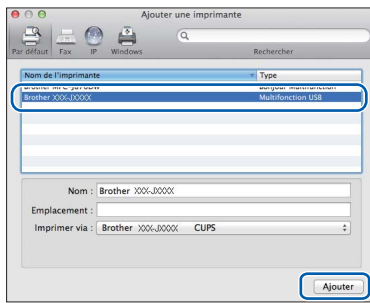 Ajouter une imprimante
Par défaut Fax IP Windows Rechercher
Nom de l'imprimante Type
Brother XXX-JXXXX Multifonction USB
Nom : Brother XXX-JXXXX
Emplacement :
Imprimer via : Brother XXX-JXXXX CUPS
Ajouter